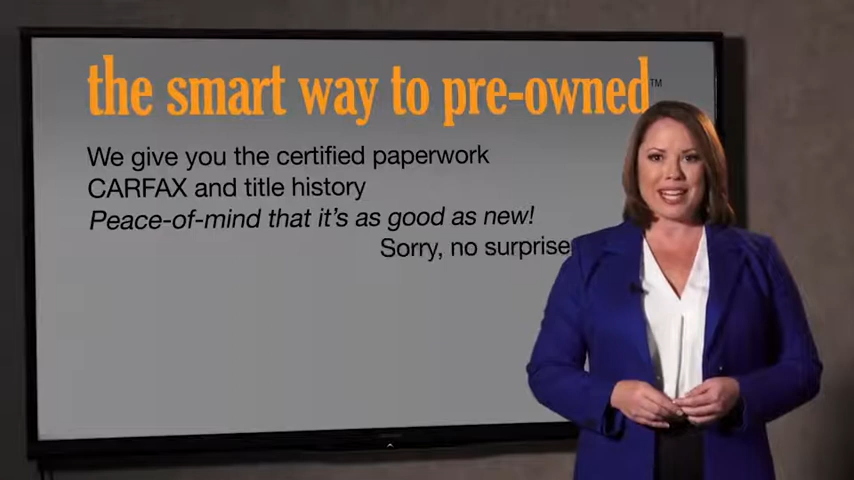 the smart way to pre-owned™
We give you the certified paperwork
CARFAX and title history
Peace-of-mind that it's as good as new!
Sorry, no surprise